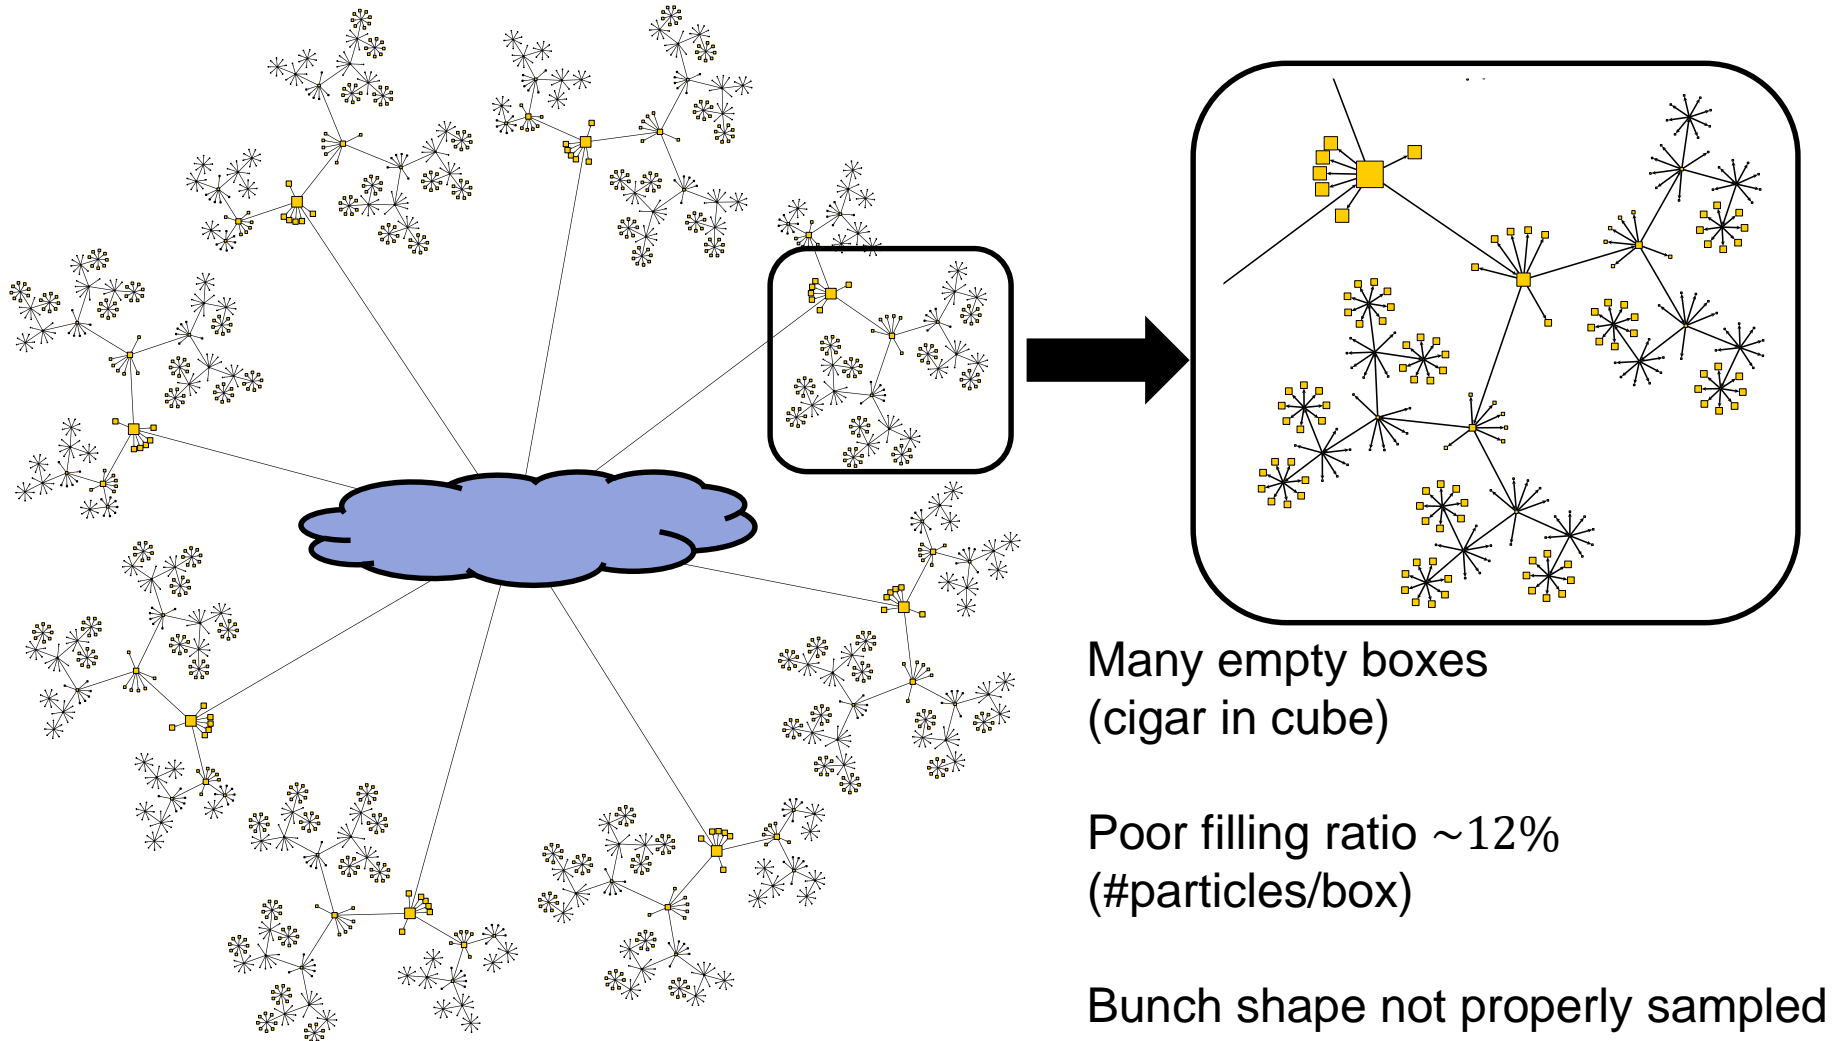 Many empty boxes
(cigar in cube)
Poor filling ratio ~12%
(#particles/box)
Bunch shape not properly sampled